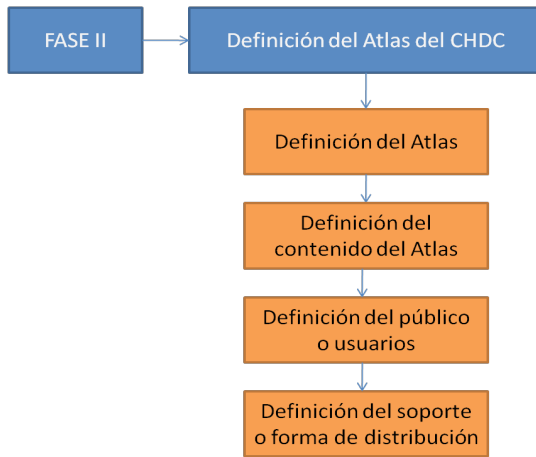 FASE II
Definición del Atlas del CHDC
Definición del Atlas
Definición del
contenido del Atlas
Definición del público
o usuarios
Definición del soporte
o forma de distribución